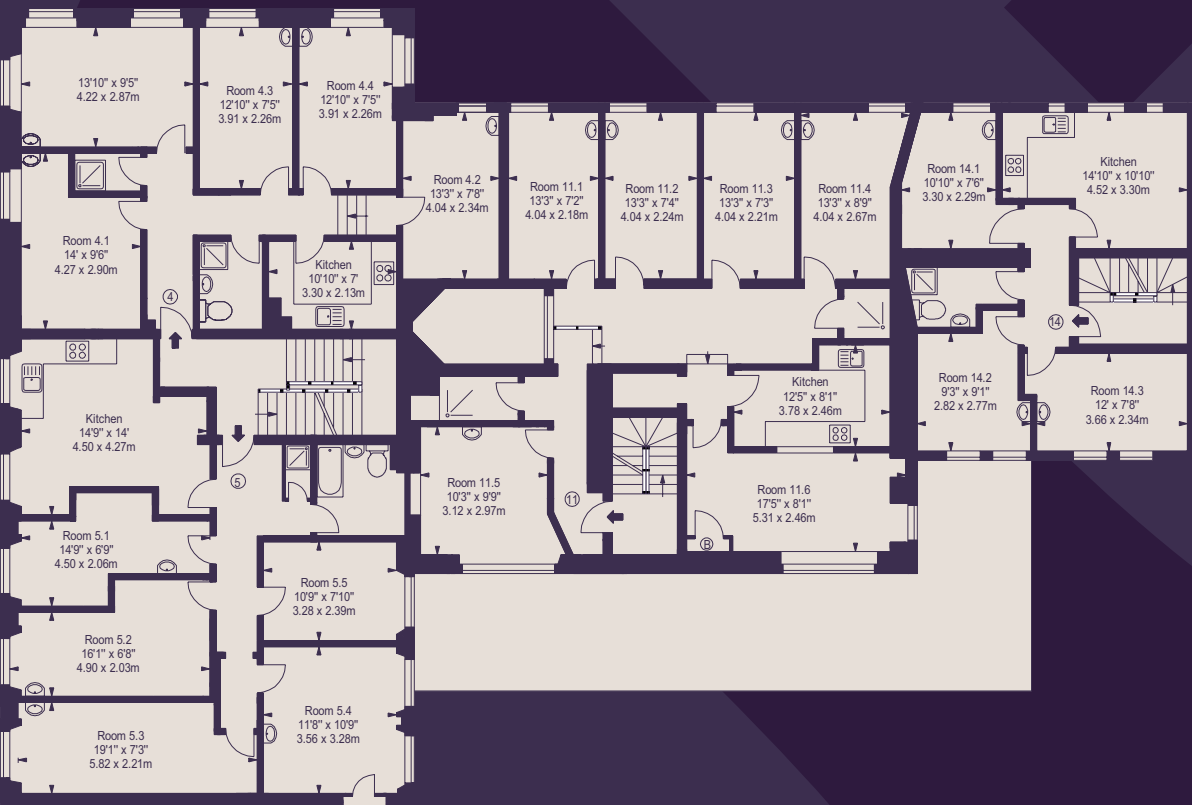 13'10" x 9'5"
4.22 x 2.87m
Room 4.3
12'10" x 7'5"
3.91 x 2.26m
Room 4.4
12'10" x 7'5"
3.91 x 2.26m
Room 4.2
13'3" x 7'8"
4.04 x 2.34m
Room 11.1
13'3" x 7'2"
4.04 x 2.18m
Room 11.2
13'3" x 7'4"
4.04 x 2.24m
Room 11.3
13'3" x 7'3"
4.04 x 2.21m
Room 11.4
13'3" x 8'9"
4.04 x 2.67m
Room 14.1
10'10" x 7'6"
3.30 x 2.29m
Kitchen
14'10" x 10'10"
4.52 x 3.30m
Room 4.1
14' x 9'6"
4.27 x 2.90m
Kitchen
10'10" x 7'
3.30 x 2.13m
4
14
Kitchen
14'9" x 14'
4.50 x 4.27m
Kitchen
12'5" x 8'1"
3.78 x 2.46m
Room 14.2
9'3" x 9'1"
2.82 x 2.77m
Room 14.3
12' x 7'8"
3.66 x 2.34m
5
Room 11.5
10'3" x 9'9"
3.12 x 2.97m
11
Room 11.6
17'5" x 8'1"
5.31 x 2.46m
B
Room 5.1
14'9" x 6'9"
4.50 x 2.06m
Room 5.5
10'9" x 7'10"
3.28 x 2.39m
Room 5.2
16'1" x 6'8"
4.90 x 2.03m
Room 5.4
11'8" x 10'9"
3.56 x 3.28m
Room 5.3
19'1" x 7'3"
5.82 x 2.21m